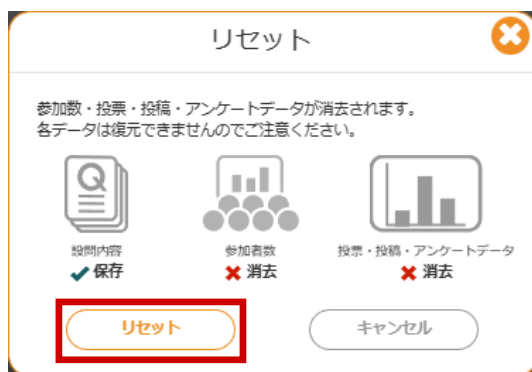 リセット
参加数・投票・投稿・アンケートデータが消去されます。
各データは復元できませんのでご注意ください。
Q
設問内容
保存
参加者数
消去
投票・投稿・アンケートデータ
消去
リセット
キャンセル